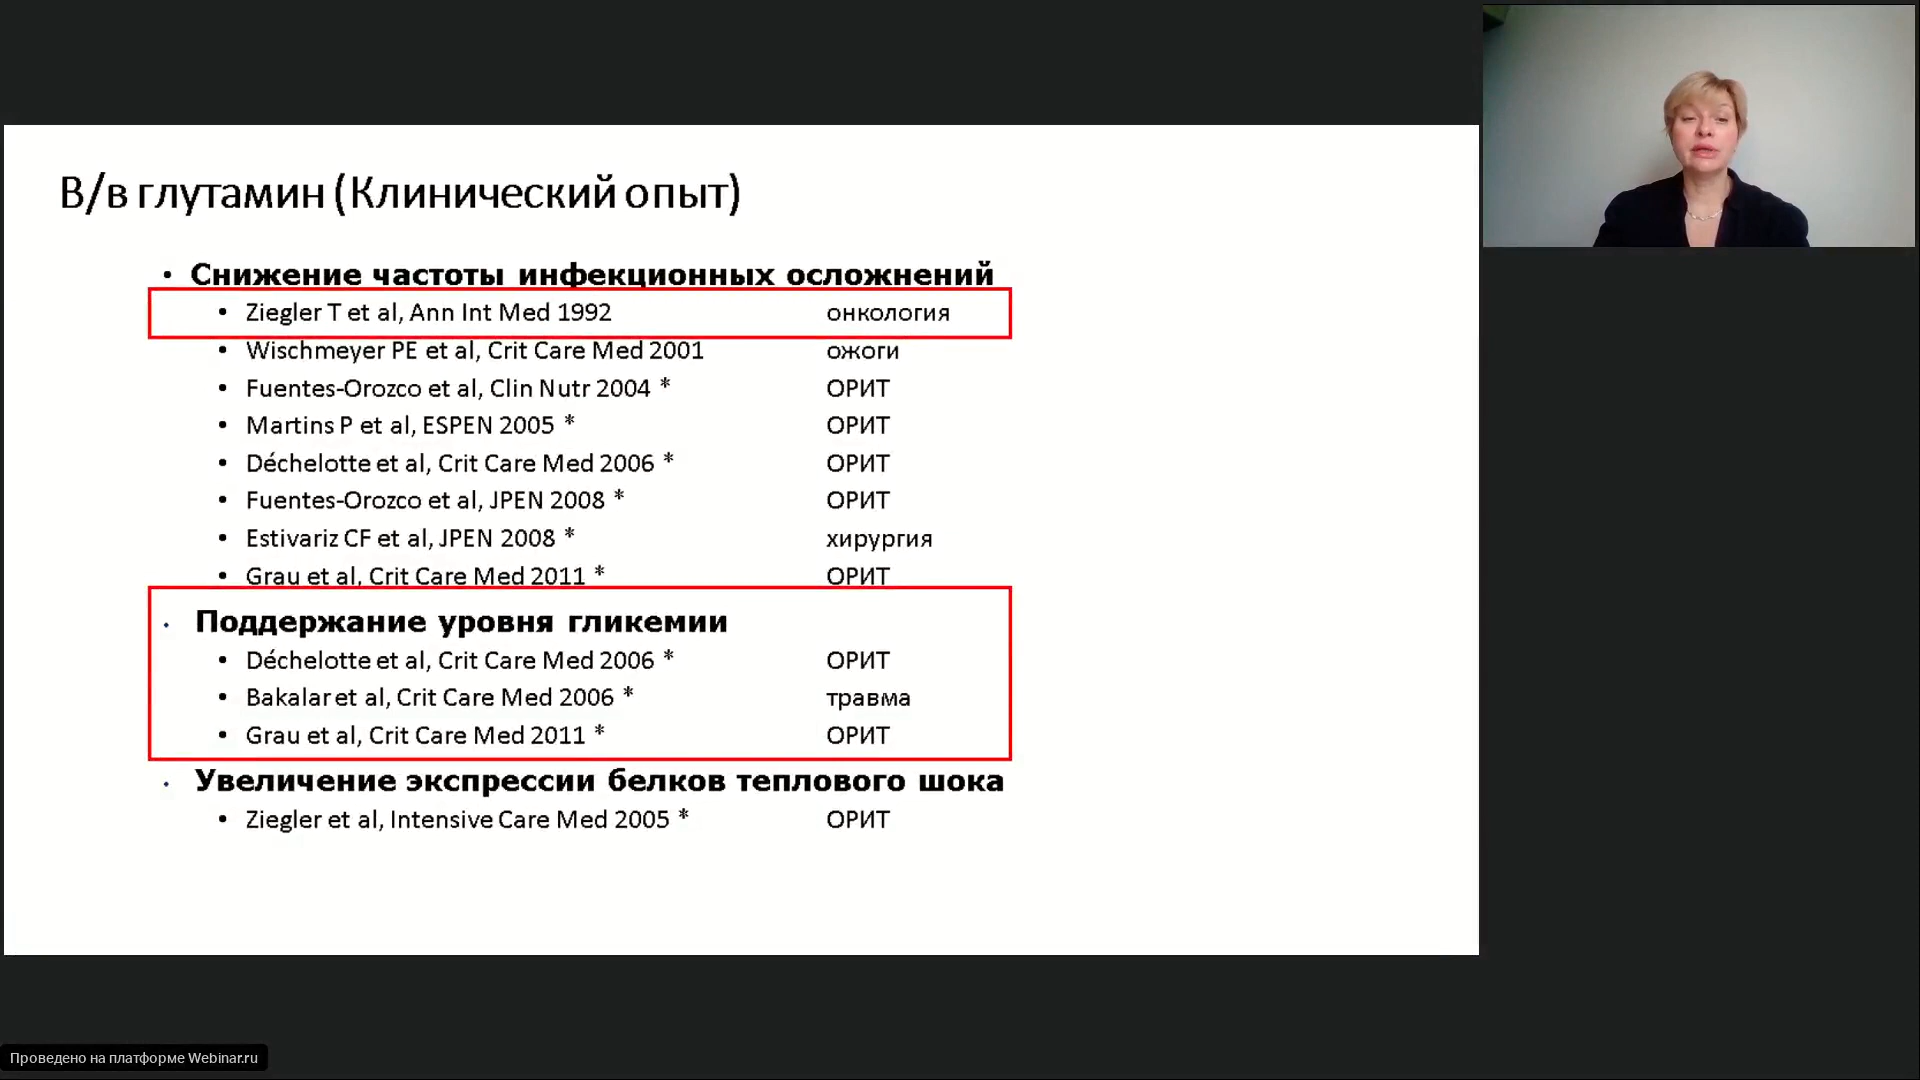 В/в глутамин (Клинический опыт)
• Снижение частоты инфекционных осложнений
• Ziegler T et al, Ann Int Med 1992 онкология
• Wischmeyer PE et al, Crit Care Med 2001 ожоги
• Fuentes-Orozco et al, Clin Nutr 2004 * ОРИТ
• Martins P et al, ESPEN 2005 * ОРИТ
• Déchelotte et al, Crit Care Med 2006 * ОРИТ
• Fuentes-Orozco et al, JPEN 2008 * ОРИТ
• Estivariz CF et al, JPEN 2008 * хирургия
• Grau et al, Crit Care Med 2011 * ОРИТ
• Поддержание уровня гликемии
• Déchelotte et al, Crit Care Med 2006 * ОРИТ
• Bakalar et al, Crit Care Med 2006 * травма
• Grau et al, Crit Care Med 2011 * ОРИТ
• Увеличение экспрессии белков теплового шока
• Ziegler et al, Intensive Care Med 2005 * ОРИТ
Проведено на платформе Webinar.ru